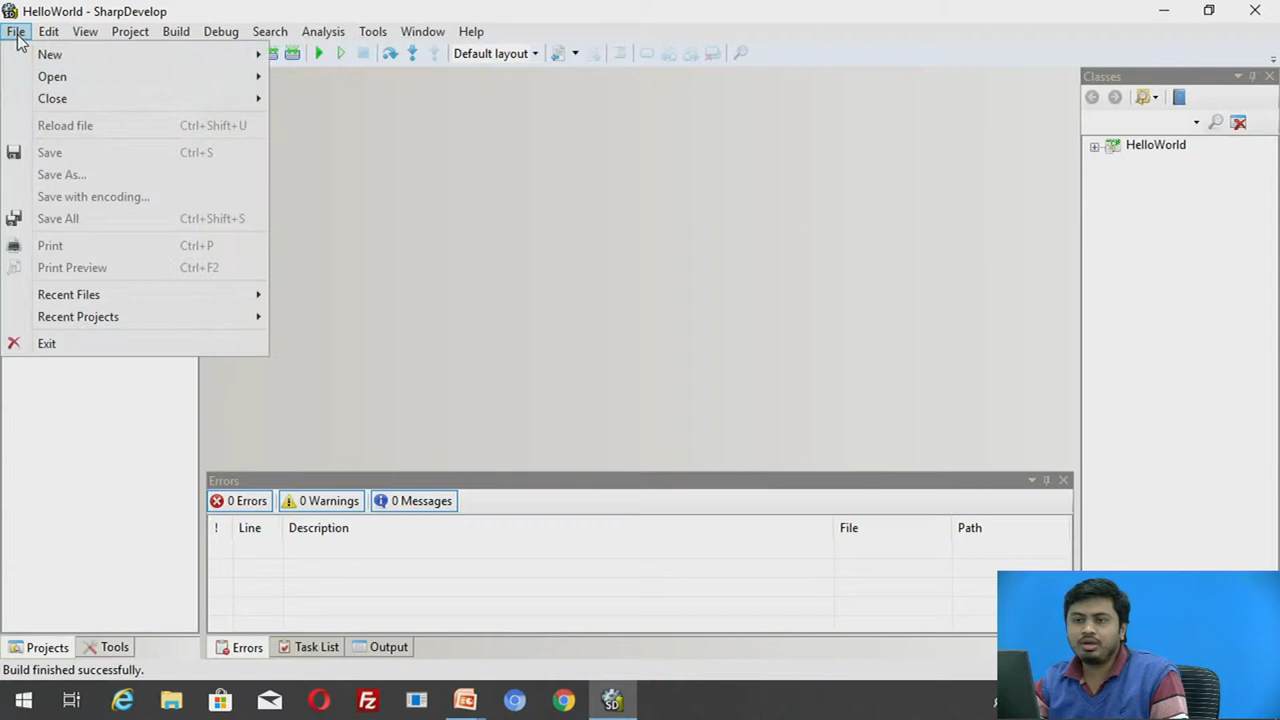 HelloWorld - SharpDevelop
File Edit View Project Build Debug Search Analysis Tools Window Help
Default layout
New
Open
Close
Reload file Ctrl+Shift+U
Save Ctrl+S
Save As...
Save with encoding...
Save All Ctrl+Shift+S
Print Ctrl+P
Print Preview Ctrl+F2
Recent Files
Recent Projects
Exit
Classes
HelloWorld
Errors
0 Errors 0 Warnings 0 Messages
! Line Description File Path
Projects Tools Errors Task List Output
Build finished successfully.